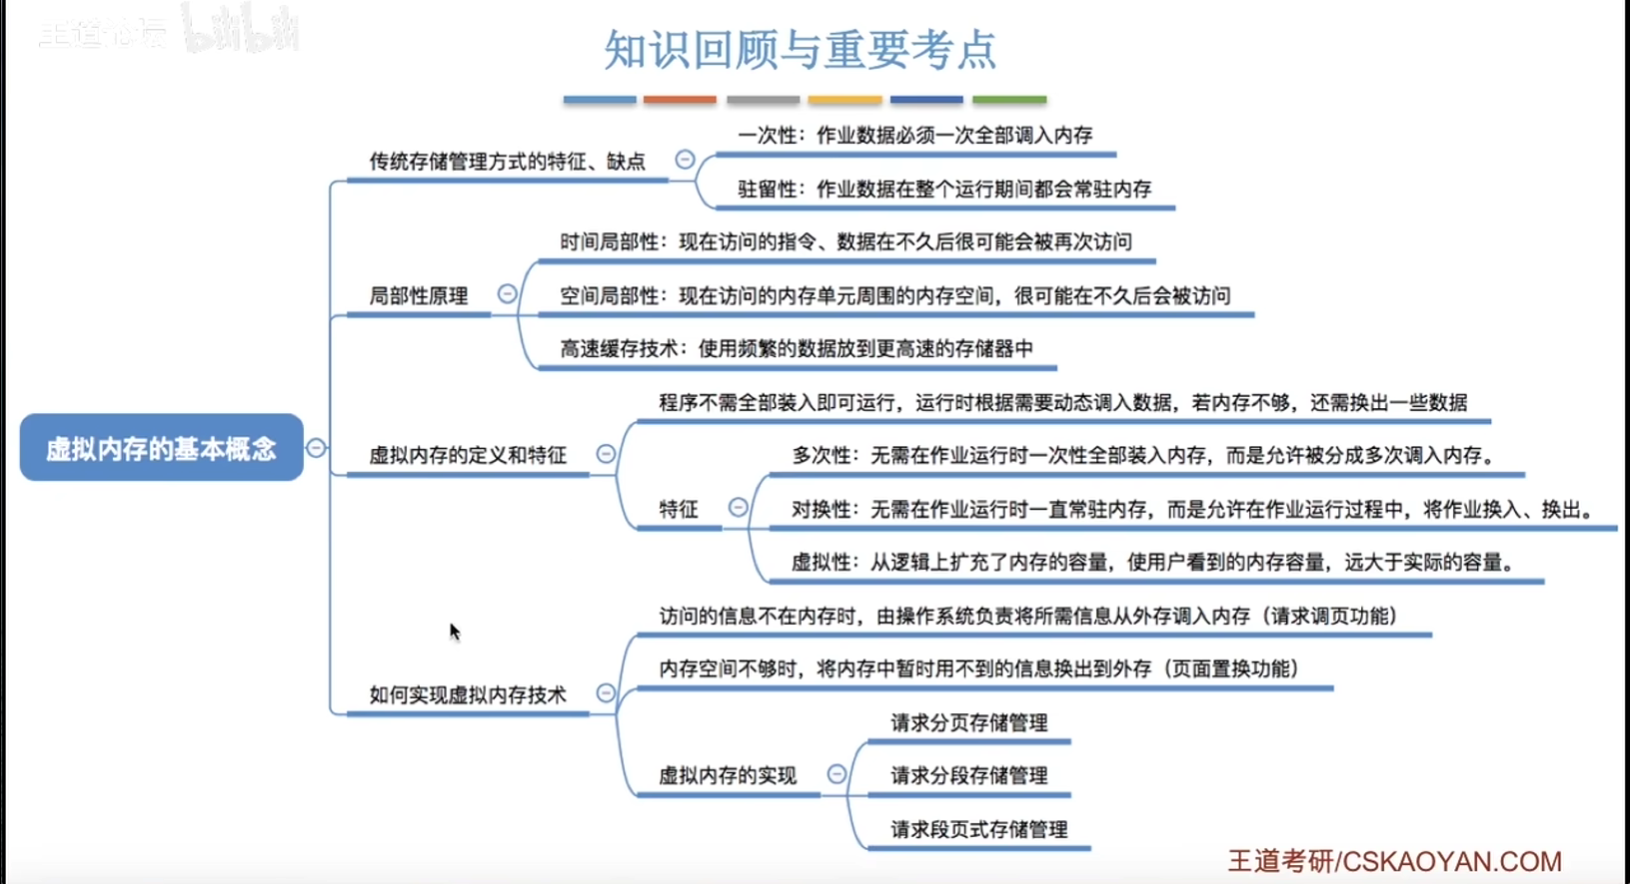 王道论坛 bilibili
知识回顾与重要考点
虚拟内存的基本概念
传统存储管理方式的特征、缺点
一次性：作业数据必须一次全部调入内存
驻留性：作业数据在整个运行期间都会常驻内存
局部性原理
时间局部性：现在访问的指令、数据在不久后很可能会被再次访问
空间局部性：现在访问的内存单元周围的内存空间，很可能在不久后会被访问
高速缓存技术：使用频繁的数据放到更高速的存储器中
虚拟内存的定义和特征
程序不需全部装入即可运行，运行时根据需要动态调入数据，若内存不够，还需换出一些数据
特征
多次性：无需在作业运行时一次性全部装入内存，而是允许被分成多次调入内存。
对换性：无需在作业运行时一直常驻内存，而是允许在作业运行过程中，将作业换入、换出。
虚拟性：从逻辑上扩充了内存的容量，使用户看到的内存容量，远大于实际的容量。
如何实现虚拟内存技术
访问的信息不在内存时，由操作系统负责将所需信息从外存调入内存（请求调页功能）
内存空间不够时，将内存中暂时用不到的信息换出到外存（页面置换功能）
虚拟内存的实现
请求分页存储管理
请求分段存储管理
请求段页式存储管理
王道考研/CSKAOYAN.COM